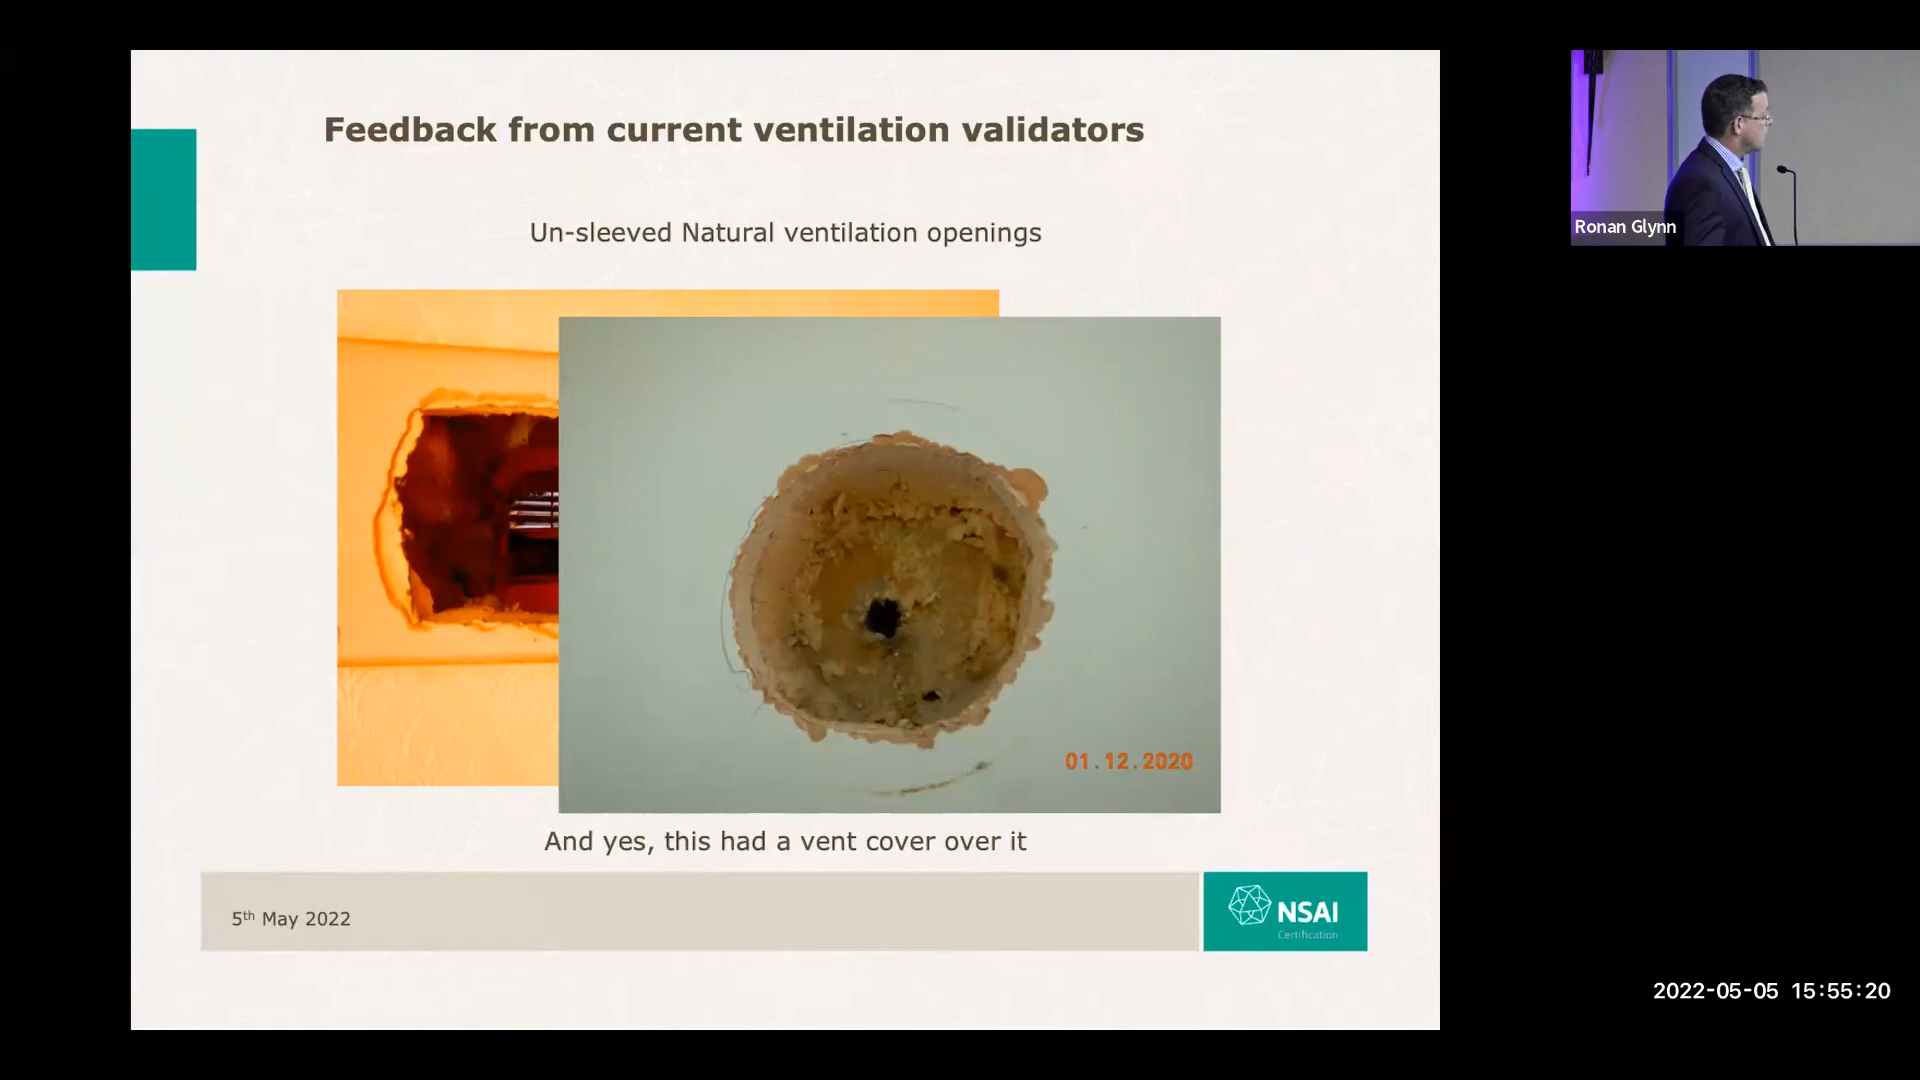 Feedback from current ventilation validators
Un-sleeved Natural ventilation openings
01.12.2020
And yes, this had a vent cover over it
5th May 2022
NSAI
Certification
Ronan Glynn
2022-05-05 15:55:20